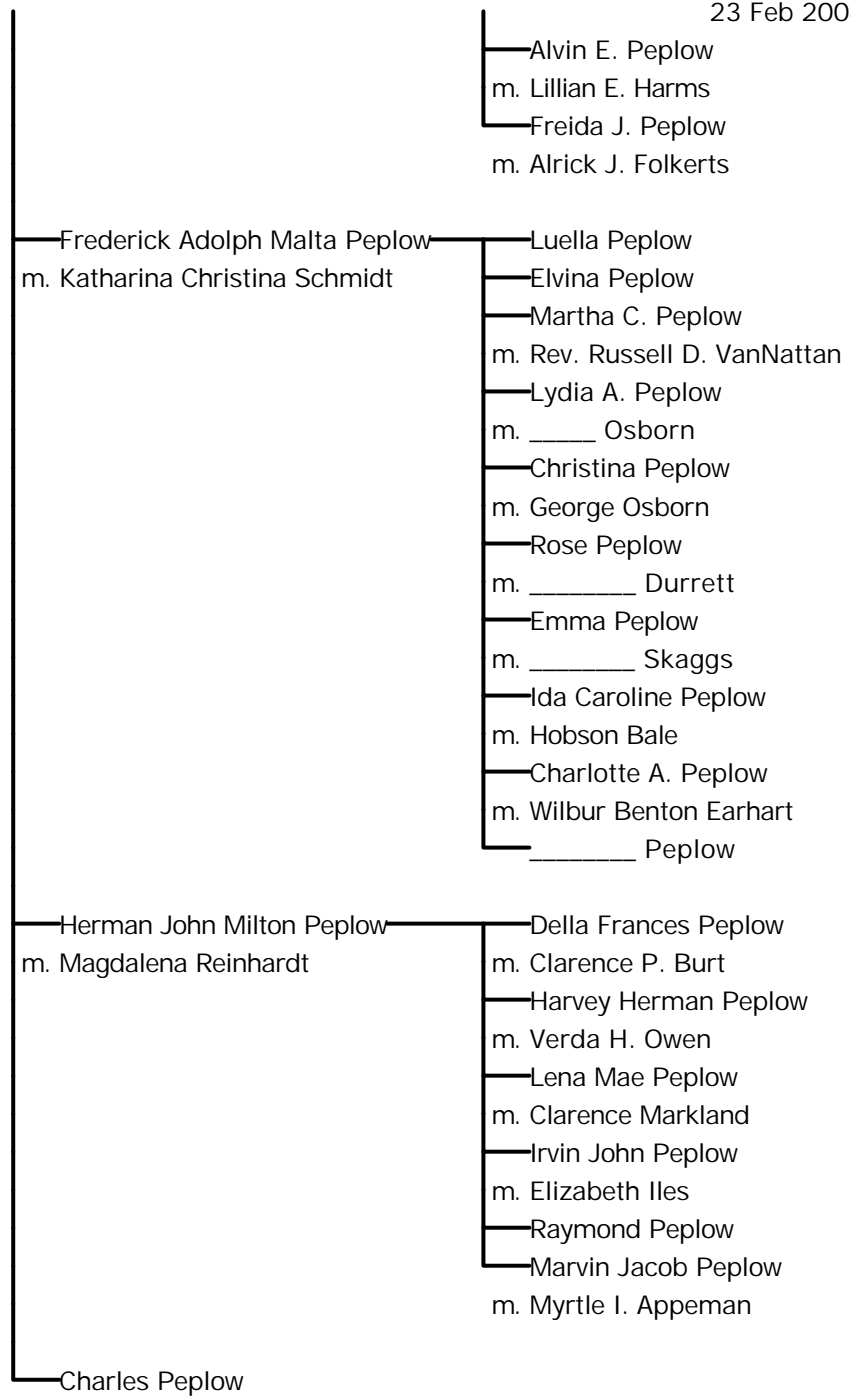 23 Feb 200
Alvin E. Peplow
m. Lillian E. Harms
Freida J. Peplow
m. Alrick J. Folkerts
Frederick Adolph Malta Peplow
m. Katharina Christina Schmidt
Luella Peplow
Elvina Peplow
Martha C. Peplow
m. Rev. Russell D. VanNattan
Lydia A. Peplow
m. _____ Osborn
Christina Peplow
m. George Osborn
Rose Peplow
m. ________ Durrett
Emma Peplow
m. ________ Skaggs
Ida Caroline Peplow
m. Hobson Bale
Charlotte A. Peplow
m. Wilbur Benton Earhart
________ Peplow
Herman John Milton Peplow
m. Magdalena Reinhardt
Della Frances Peplow
m. Clarence P. Burt
Harvey Herman Peplow
m. Verda H. Owen
Lena Mae Peplow
m. Clarence Markland
Irvin John Peplow
m. Elizabeth Iles
Raymond Peplow
Marvin Jacob Peplow
m. Myrtle I. Appeman
Charles Peplow